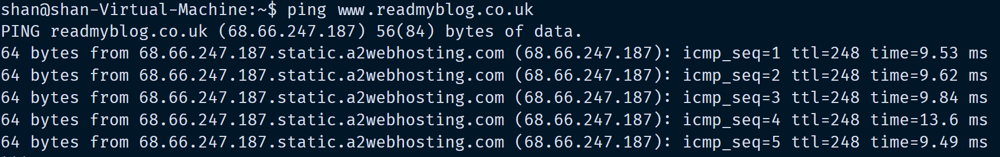 shan@shan-Virtual-Machine:~$ ping www.readmyblog.co.uk
PING readmyblog.co.uk (68.66.247.187) 56(84) bytes of data.
64 bytes from 68.66.247.187.static.a2webhosting.com (68.66.247.187): icmp_seq=1 ttl=248 time=9.53 ms
64 bytes from 68.66.247.187.static.a2webhosting.com (68.66.247.187): icmp_seq=2 ttl=248 time=9.62 ms
64 bytes from 68.66.247.187.static.a2webhosting.com (68.66.247.187): icmp_seq=3 ttl=248 time=9.84 ms
64 bytes from 68.66.247.187.static.a2webhosting.com (68.66.247.187): icmp_seq=4 ttl=248 time=13.6 ms
64 bytes from 68.66.247.187.static.a2webhosting.com (68.66.247.187): icmp_seq=5 ttl=248 time=9.49 ms